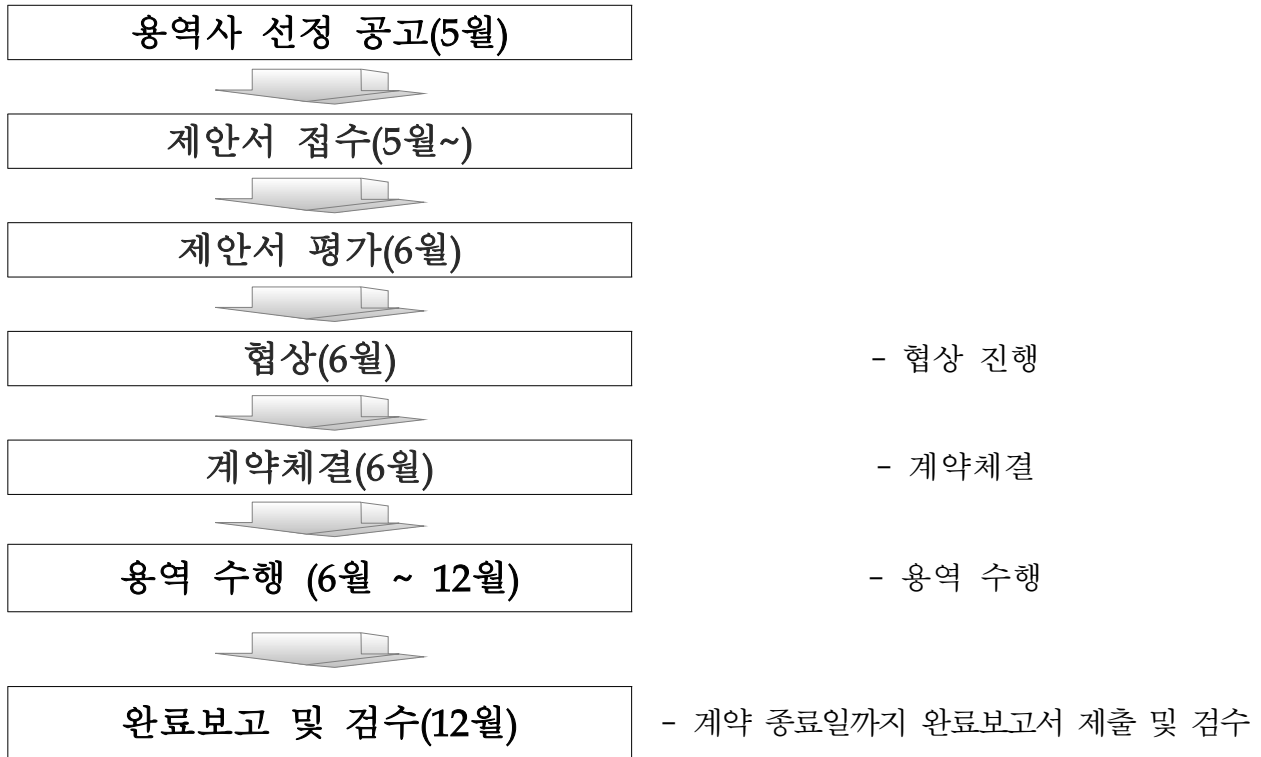 용역사 선정 공고(5월)
제안서 접수(5월~)
제안서 평가(6월)
협상(6월)
- 협상 진행
계약체결(6월)
- 계약체결
용역 수행 (6월 ~ 12월)
- 용역 수행
완료보고 및 검수(12월)
- 계약 종료일까지 완료보고서 제출 및 검수